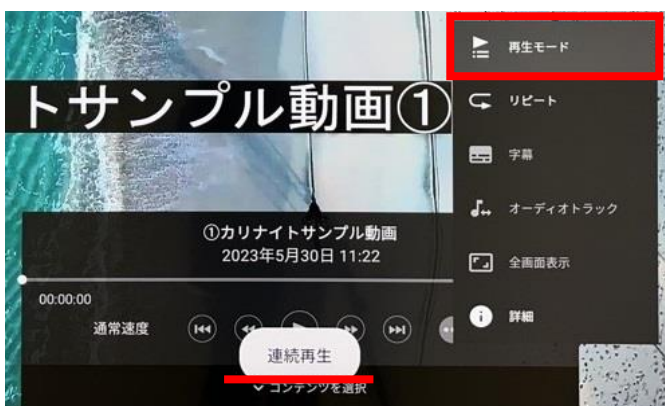 トサンプル動画①
再生モード
リピート
字幕
オーディオトラック
全画面表示
詳細
①カリナイトサンプル動画
2023年5月30日 11:22
00:00:00
通常速度
連続再生
コンテンツを選択